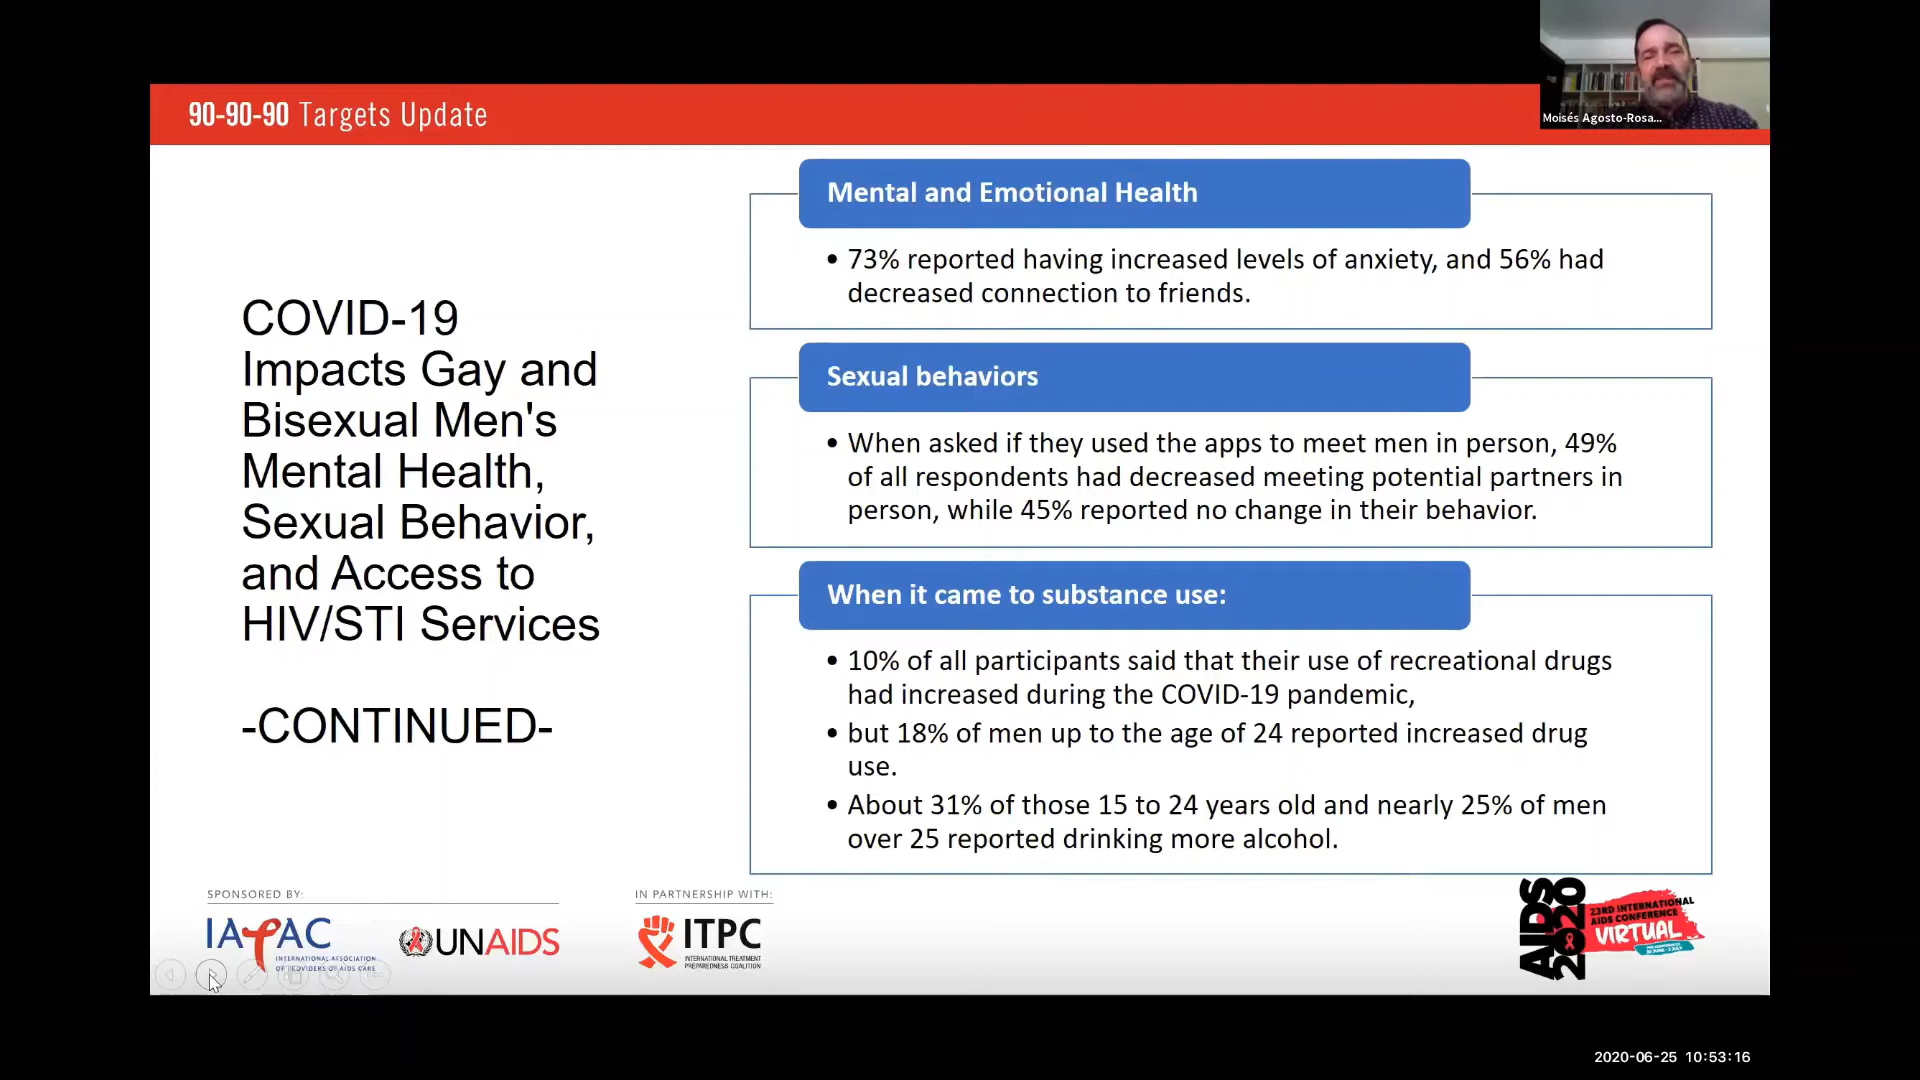 Moisés Agosto-Rosa...
90-90-90 Targets Update
COVID-19
Impacts Gay and
Bisexual Men's
Mental Health,
Sexual Behavior,
and Access to
HIV/STI Services
-CONTINUED-
Mental and Emotional Health
• 73% reported having increased levels of anxiety, and 56% had
decreased connection to friends.
Sexual behaviors
• When asked if they used the apps to meet men in person, 49%
of all respondents had decreased meeting potential partners in
person, while 45% reported no change in their behavior.
When it came to substance use:
• 10% of all participants said that their use of recreational drugs
had increased during the COVID-19 pandemic,
• but 18% of men up to the age of 24 reported increased drug
use.
• About 31% of those 15 to 24 years old and nearly 25% of men
over 25 reported drinking more alcohol.
SPONSORED BY:
IAPAC
INTERNATIONAL ASSOCIATION
OF PROVIDERS OF AIDS CARE
UNAIDS
IN PARTNERSHIP WITH:
ITPC
INTERNATIONAL TREATMENT
PREPAREDNESS COALITION
AIDS
2020
23RD INTERNATIONAL
AIDS CONFERENCE
VIRTUAL
2020-06-25 10:53:16